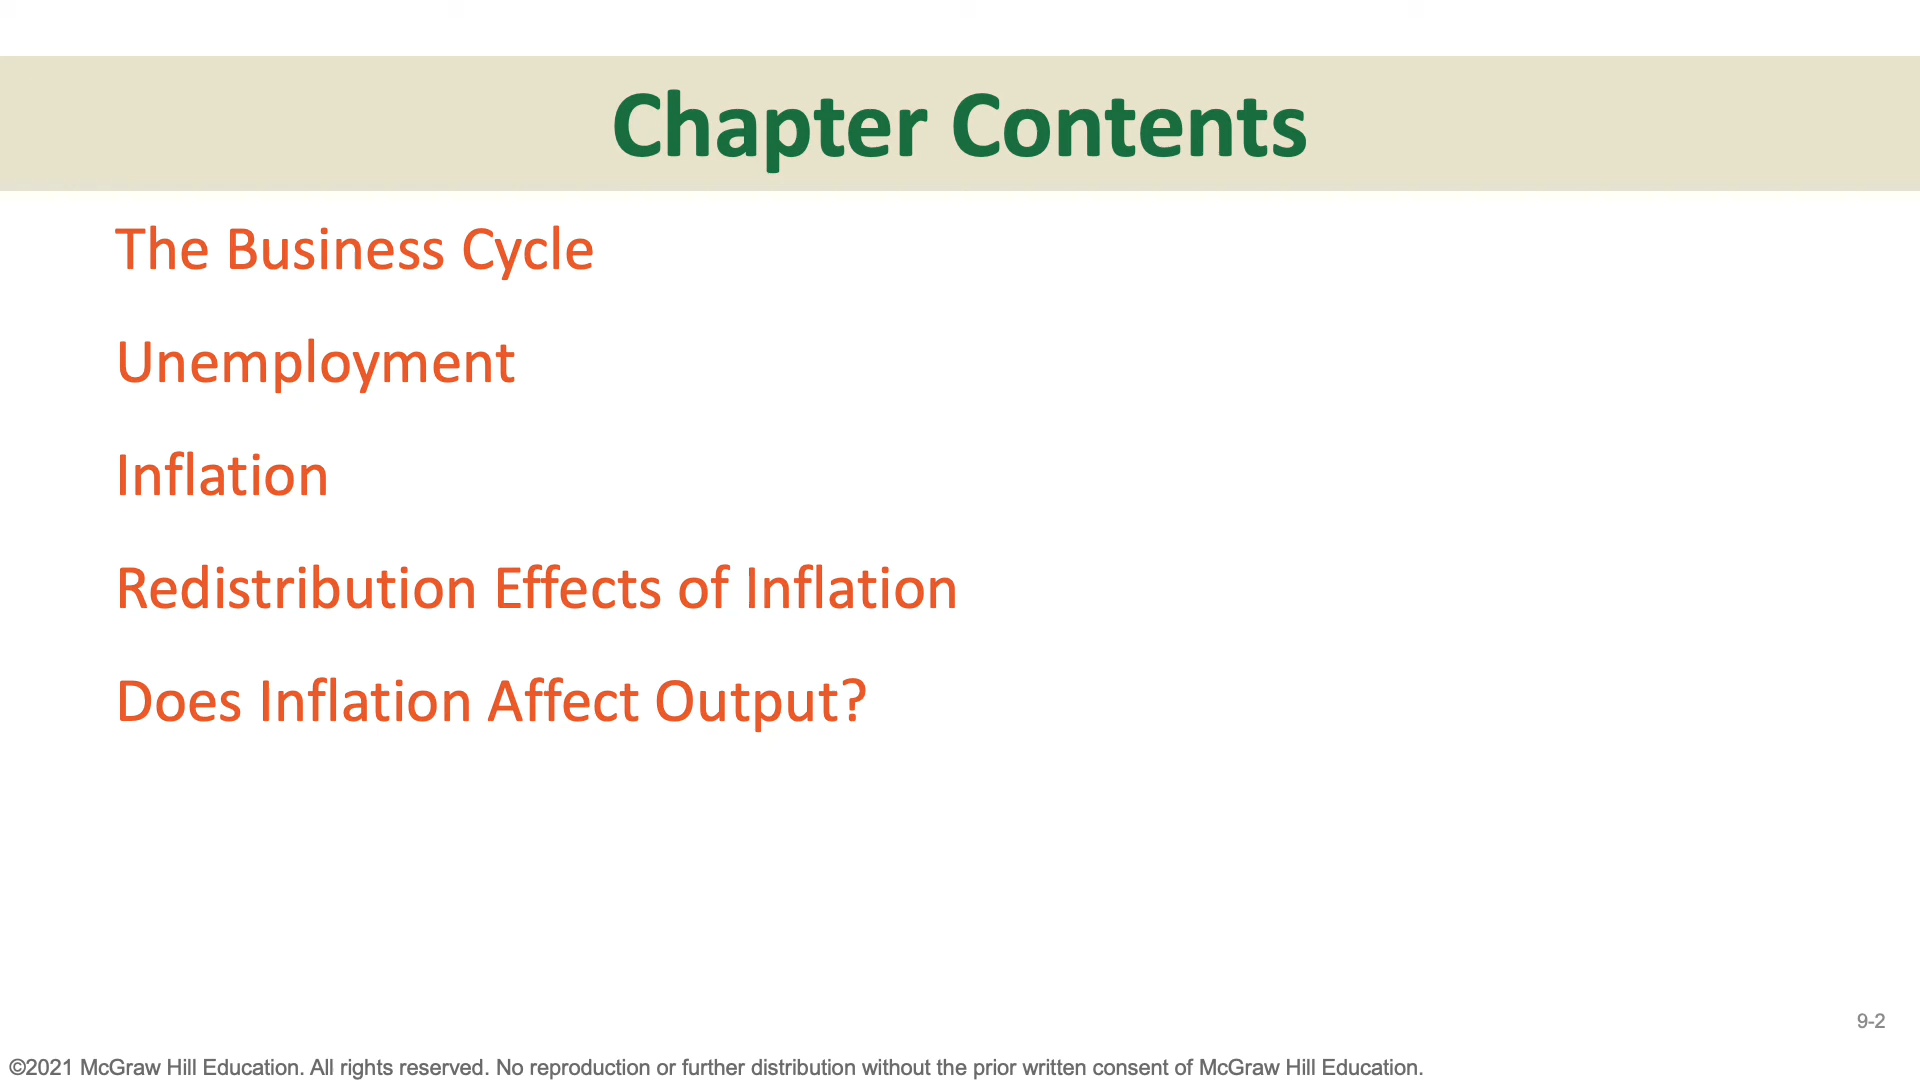 Chapter Contents
The Business Cycle
Unemployment
Inflation
Redistribution Effects of Inflation
Does Inflation Affect Output?
9-2
©2021 McGraw Hill Education. All rights reserved. No reproduction or further distribution without the prior written consent of McGraw Hill Education.